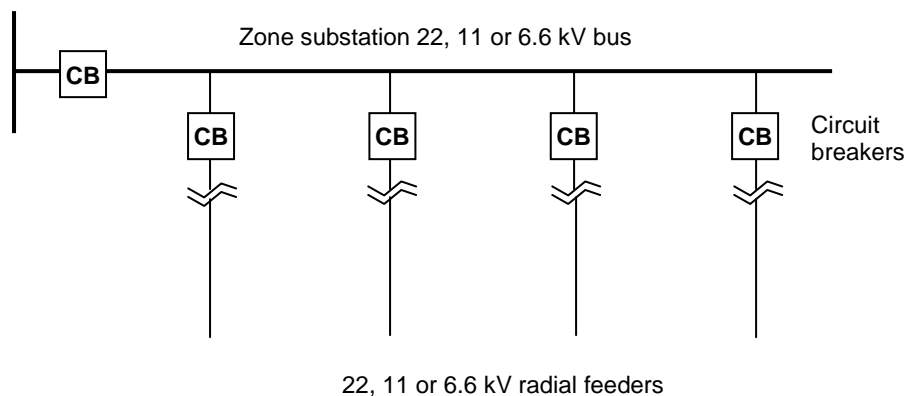 Zone substation 22, 11 or 6.6 kV bus
CB
CB
CB
CB
CB
Circuit
breakers
22, 11 or 6.6 kV radial feeders